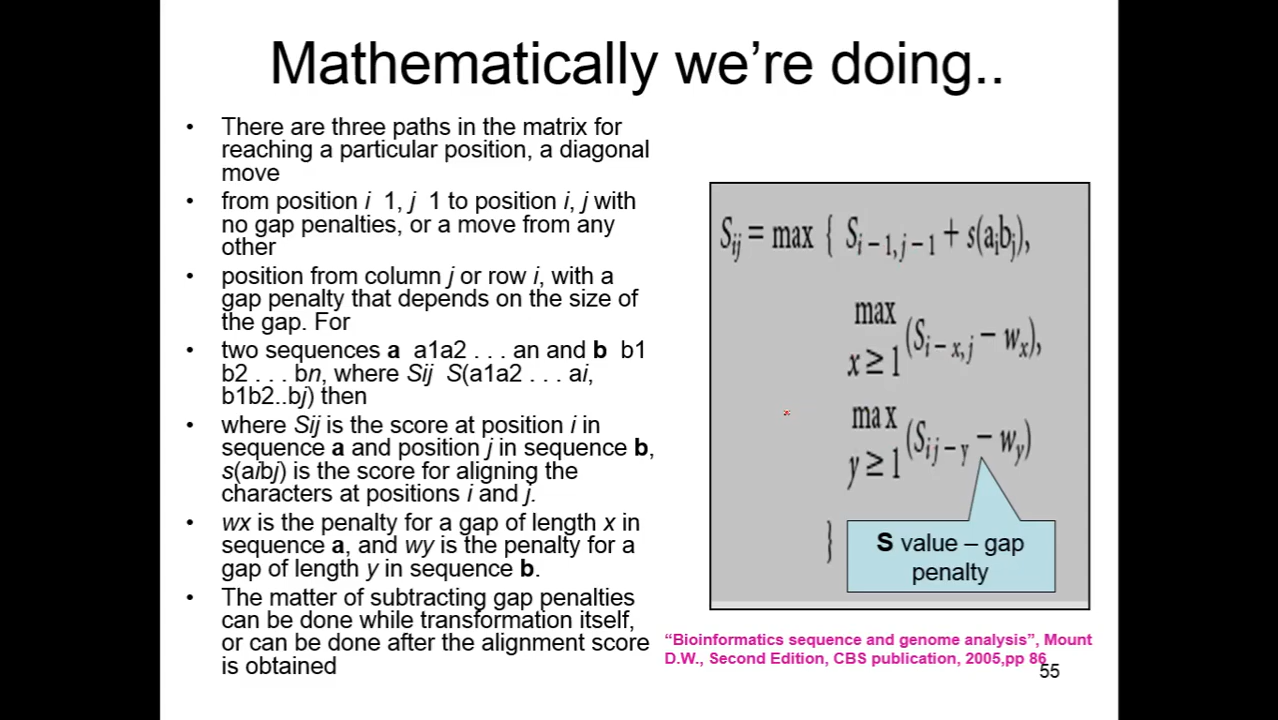 Mathematically we're doing..
• There are three paths in the matrix for
reaching a particular position, a diagonal
move
• from position i 1, j 1 to position i, j with
no gap penalties, or a move from any
other
• position from column j or row i, with a
gap penalty that depends on the size of
the gap. For
• two sequences a a1a2 . . . an and b b1
b2 . . . bn, where Sij S(a1a2 . . . ai,
b1b2..bj) then
• where Sij is the score at position i in
sequence a and position j in sequence b,
s(aibj) is the score for aligning the
characters at positions i and j.
• wx is the penalty for a gap of length x in
sequence a, and wy is the penalty for a
gap of length y in sequence b.
• The matter of subtracting gap penalties
can be done while transformation itself,
or can be done after the alignment score
is obtained
S_ij = max { S_i – 1, j – 1 + s(a_i b_j),
max
x ≥ 1 (S_i – x, j – w_x),
max
y ≥ 1 (S_i j – y – w_y)
}
S value – gap
penalty
“Bioinformatics sequence and genome analysis”, Mount
D.W., Second Edition, CBS publication, 2005,pp 86
55